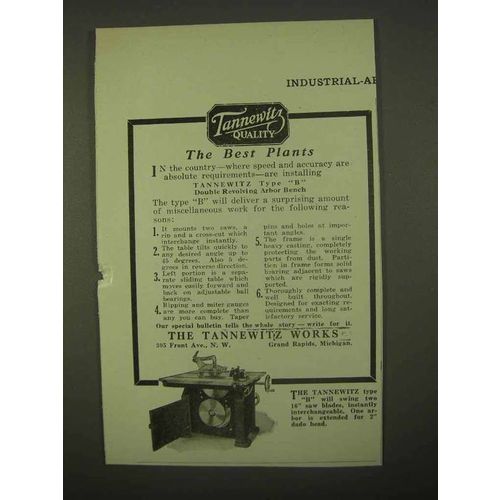 INDUSTRIAL-AR
Tannewitz
QUALITY
The Best Plants
IN the country—where speed and accuracy are
absolute requirements—are installing
TANNEWITZ Type "B"
Double Revolving Arbor Bench
The type "B" will deliver a surprising amount
of miscellaneous work for the following rea-
sons:
1. It mounts two saws, a
rip and a cross-cut which
interchange instantly.
2. The table tilts quickly to
any desired angle up to
45 degrees. Also 5 de-
grees in reverse direction.
3. Left portion is a sepa-
rate sliding table which
moves easily forward and
back on adjustable ball
bearings.
4. Ripping and miter gauges
are more complete than
any you can buy. Taper
pins and holes at impor-
tant angles.
5. The frame is a single
heavy casting, completely
protecting the working
parts from dust. Parti-
tion in frame forms solid
bearing adjacent to saws
which are rigidly sup-
ported.
6. Thoroughly complete and
well built throughout.
Designed for exacting re-
quirements and long sat-
isfactory service.
Our special bulletin tells the whole story—write for it.
THE TANNEWITZ WORKS
305 Front Ave., N. W. Grand Rapids, Michigan.
THE TANNEWITZ type
"B" will swing two
16" saw blades, instantly
interchangeable. One ar-
bor is extended for 2"
dado head.